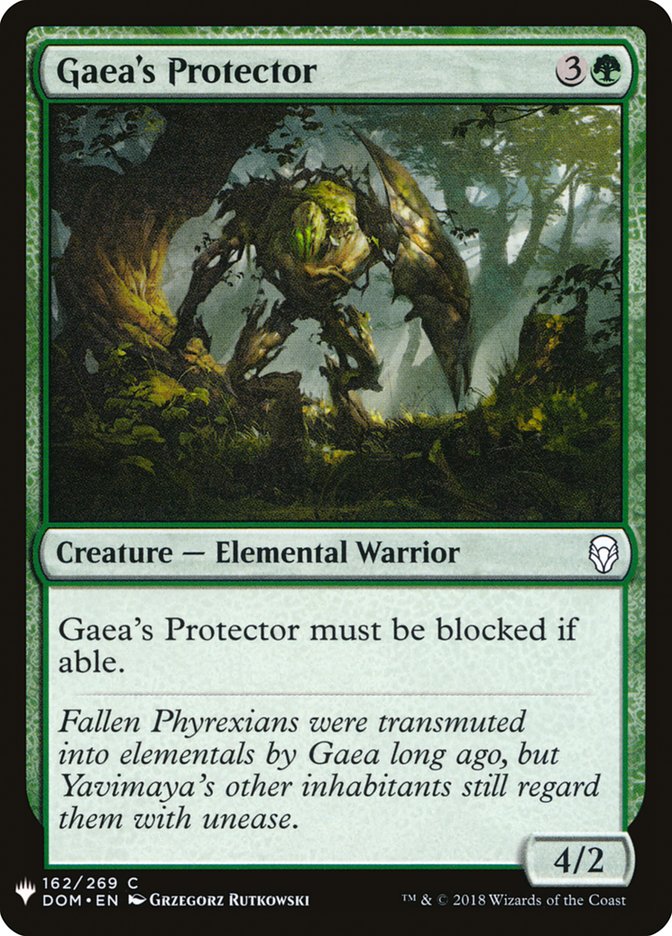 Gaea's Protector 3
Creature — Elemental Warrior
Gaea's Protector must be blocked if
able.
Fallen Phyrexians were transmuted
into elementals by Gaea long ago, but
Yavimaya's other inhabitants still regard
them with unease.
4/2
162/269 C
DOM • EN Grzegorz Rutkowski
™ & © 2018 Wizards of the Coast